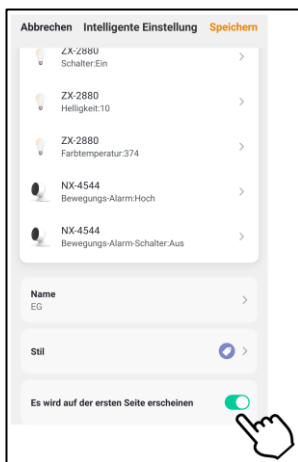 Abbrechen Intelligente Einstellung Speichern
ZX-2880
Schalter:Ein
ZX-2880
Helligkeit:10
ZX-2880
Farbtemperatur:374
NX-4544
Bewegungs-Alarm:Hoch
NX-4544
Bewegungs-Alarm-Schalter:Aus
Name
EG
Stil
Es wird auf der ersten Seite erscheinen